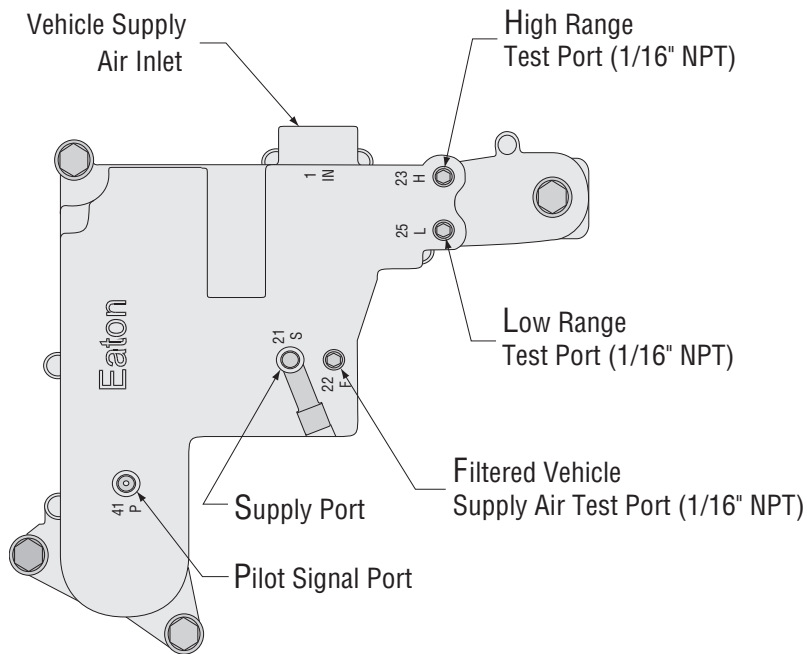 Vehicle Supply
Air Inlet
High Range
Test Port (1/16" NPT)
1
IN
23
H
25
L
Eaton
Low Range
Test Port (1/16" NPT)
21
S
22
F
Filtered Vehicle
Supply Air Test Port (1/16" NPT)
Supply Port
41
P
Pilot Signal Port